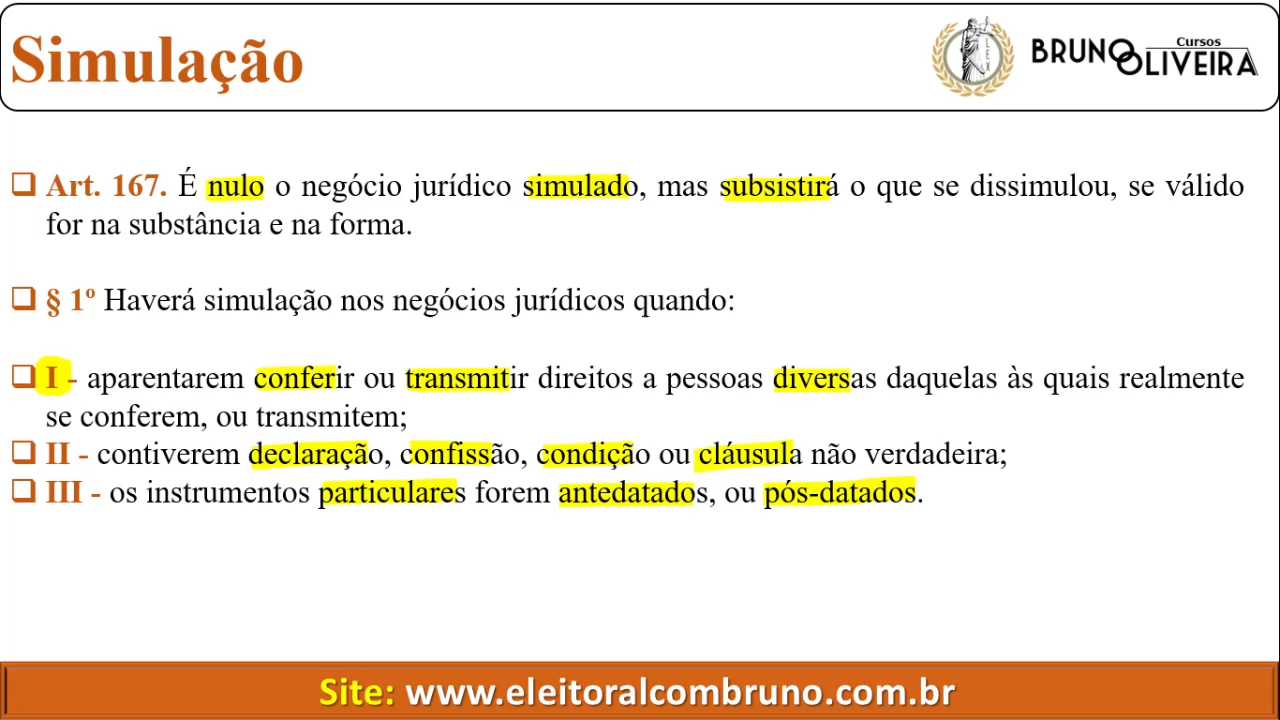 Simulação
Cursos
BRUNO
OLIVEIRA
LEX
Art. 167. É nulo o negócio jurídico simulado, mas subsistirá o que se dissimulou, se válido
for na substância e na forma.
§ 1º Haverá simulação nos negócios jurídicos quando:
I - aparentarem conferir ou transmitir direitos a pessoas diversas daquelas às quais realmente
se conferem, ou transmitem;
II - contiverem declaração, confissão, condição ou cláusula não verdadeira;
III - os instrumentos particulares forem antedatados, ou pós-datados.
Site: www.eleitoralcombruno.com.br